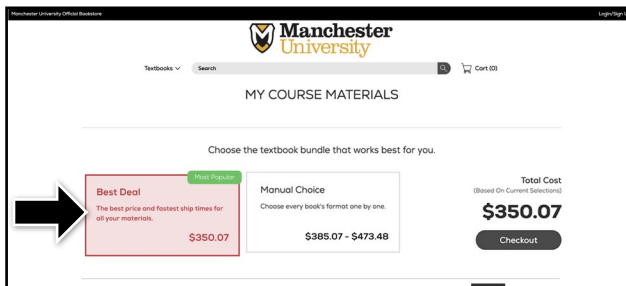 Manchester University Official Bookstore
Login/Sign U
Manchester
University
Textbooks
Search
Cart (0)
MY COURSE MATERIALS
Choose the textbook bundle that works best for you.
Most Popular
Best Deal
The best price and fastest ship times for
all your materials.
$350.07
Manual Choice
Choose every book's format one by one.
$385.07 - $473.48
Total Cost
(Based On Current Selections)
$350.07
Checkout